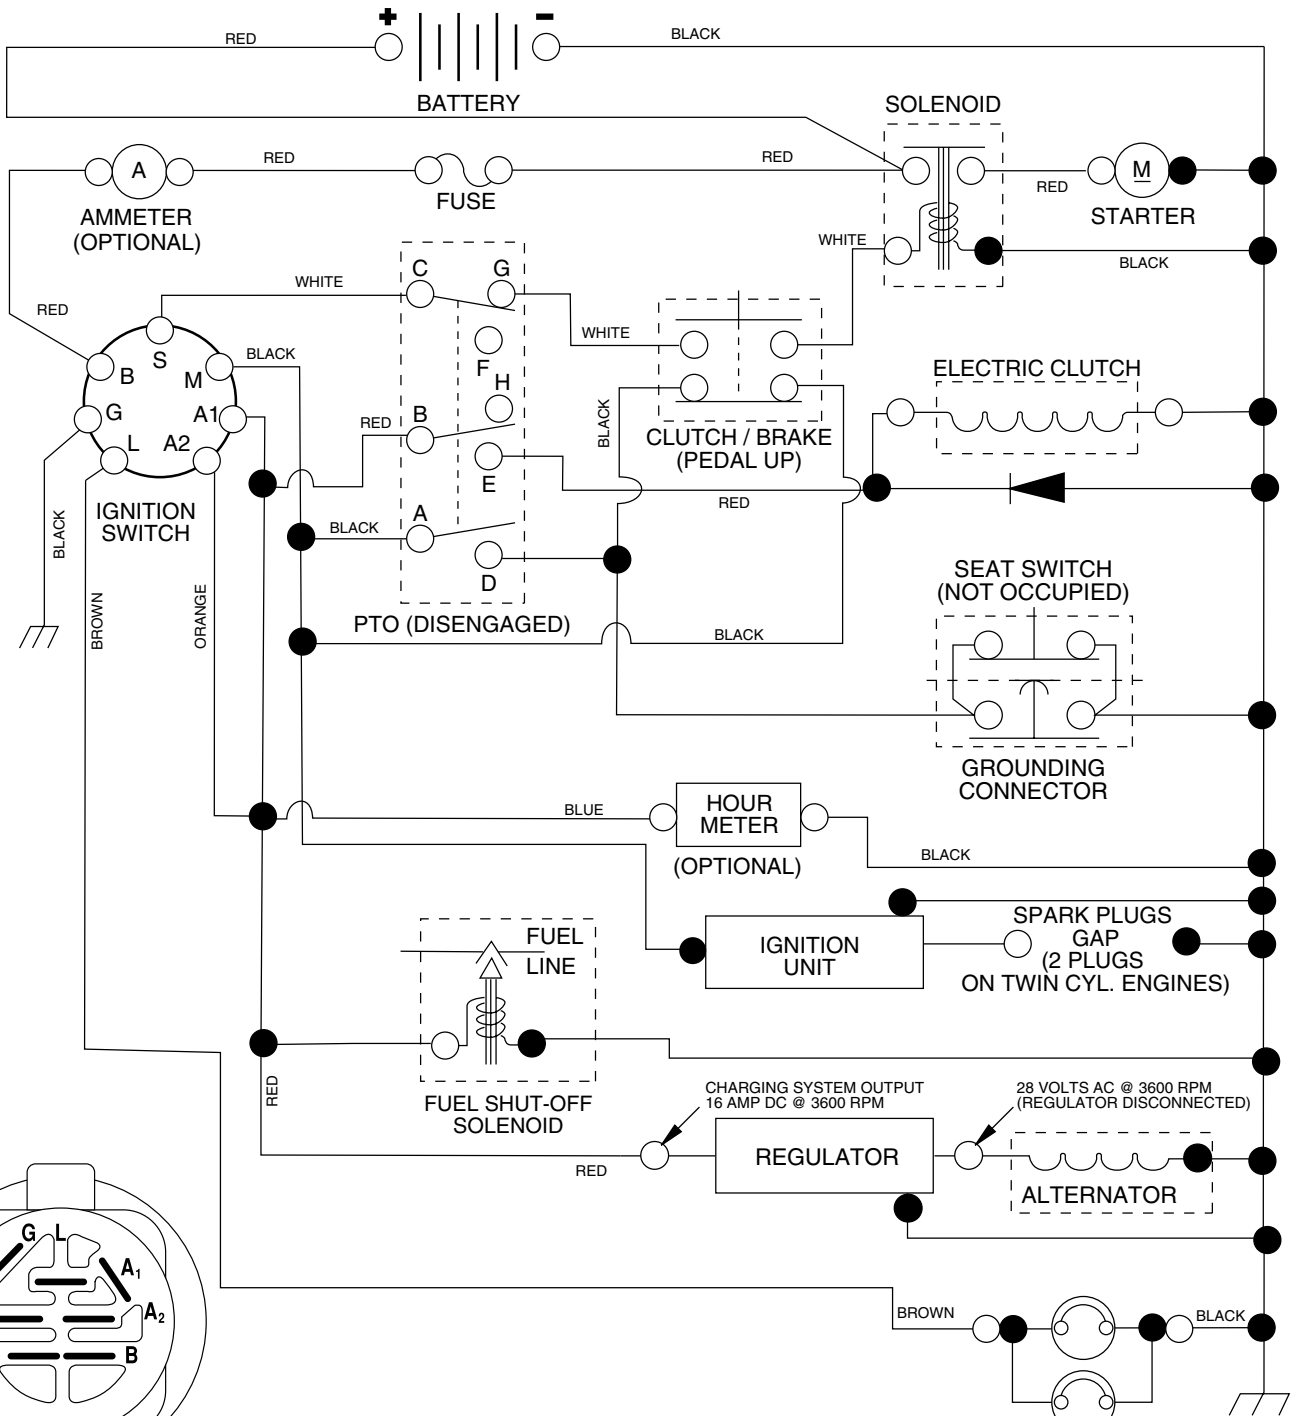 + −
RED
BLACK
BATTERY
SOLENOID
RED
RED
A
M
FUSE
RED
AMMETER
(OPTIONAL)
STARTER
WHITE
BLACK
C G
WHITE
RED
WHITE
S
F
BLACK
M
B
H
ELECTRIC CLUTCH
G
A1
B
RED
BLACK
L A2
CLUTCH / BRAKE
(PEDAL UP)
E
RED
IGNITION
SWITCH
A
BLACK
BLACK
D
SEAT SWITCH
(NOT OCCUPIED)
BROWN
ORANGE
PTO (DISENGAGED)
BLACK
GROUNDING
CONNECTOR
BLUE
HOUR
METER
(OPTIONAL)
BLACK
SPARK PLUGS
GAP
(2 PLUGS
ON TWIN CYL. ENGINES)
FUEL
LINE
IGNITION
UNIT
RED
FUEL SHUT-OFF
SOLENOID
CHARGING SYSTEM OUTPUT
16 AMP DC @ 3600 RPM
28 VOLTS AC @ 3600 RPM
(REGULATOR DISCONNECTED)
RED
REGULATOR
ALTERNATOR
G L
A1
A2
B
BROWN
BLACK